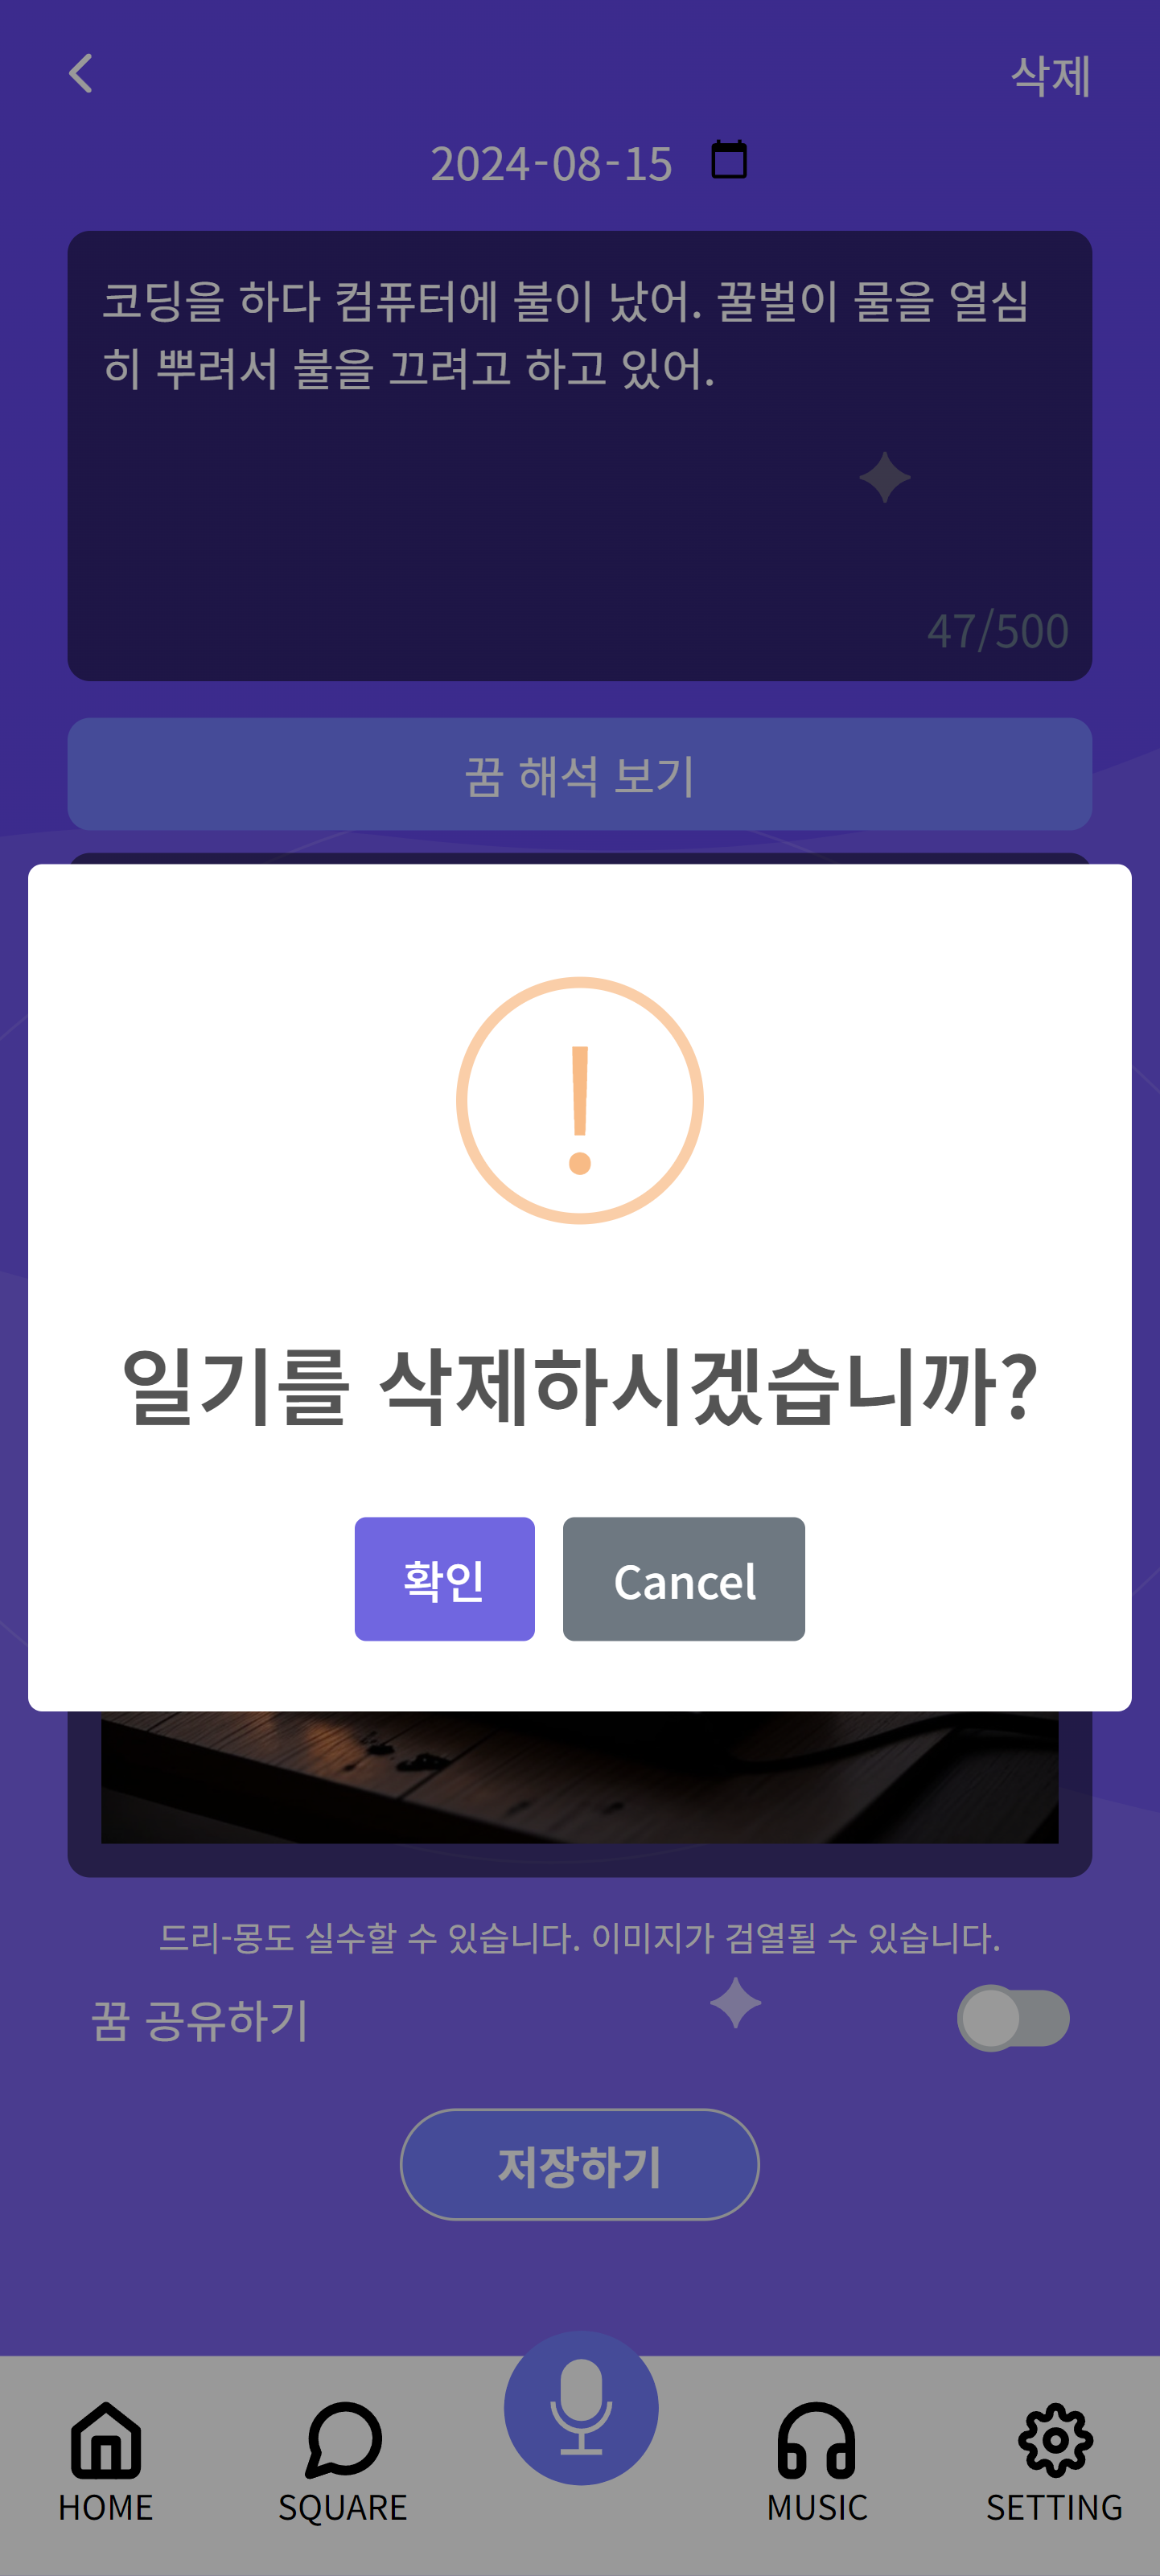 삭제
2024-08-15
코딩을 하다 컴퓨터에 불이 났어. 꿀벌이 물을 열심
히 뿌려서 불을 끄려고 하고 있어.
47/500
꿈 해석 보기
!
일기를 삭제하시겠습니까?
확인
Cancel
드리-몽도 실수할 수 있습니다. 이미지가 검열될 수 있습니다.
꿈 공유하기
저장하기
HOME
SQUARE
MUSIC
SETTING